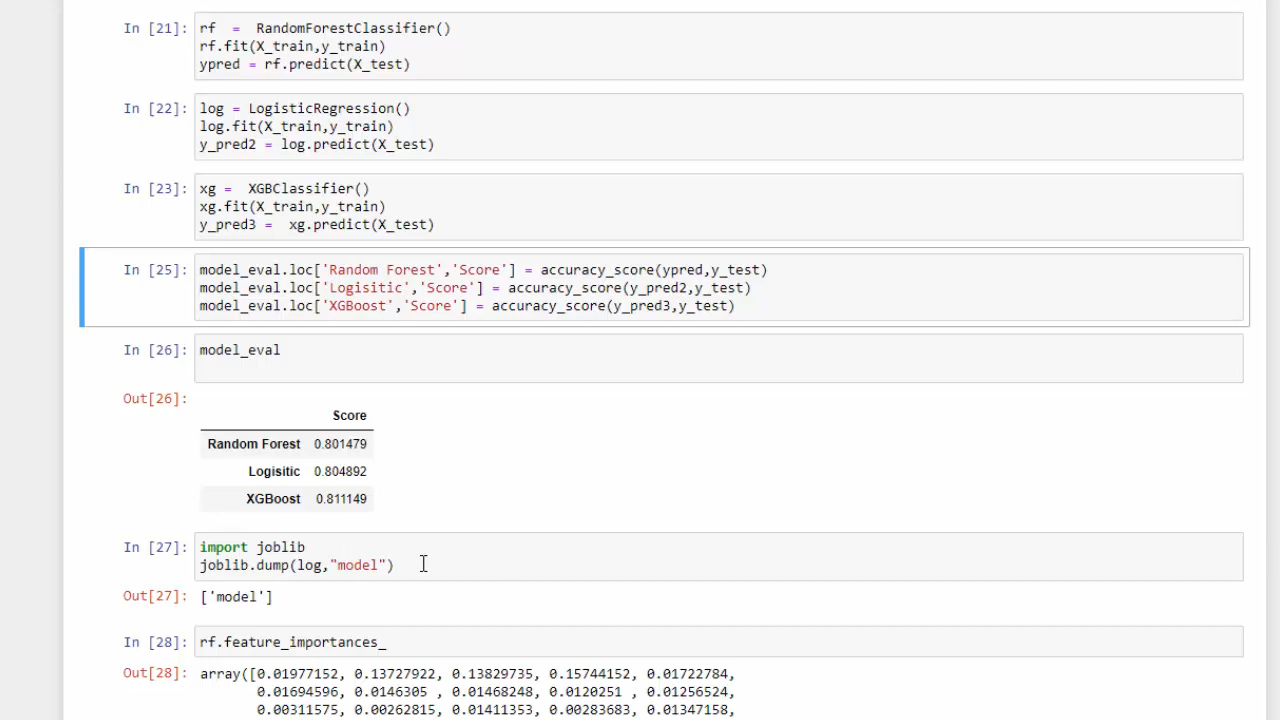 In [21]: rf  =  RandomForestClassifier()
rf.fit(X_train,y_train)
ypred = rf.predict(X_test)
In [22]: log = LogisticRegression()
log.fit(X_train,y_train)
y_pred2 = log.predict(X_test)
In [23]: xg =  XGBClassifier()
xg.fit(X_train,y_train)
y_pred3 =  xg.predict(X_test)
In [25]: model_eval.loc['Random Forest','Score'] = accuracy_score(ypred,y_test)
model_eval.loc['Logisitic','Score'] = accuracy_score(y_pred2,y_test)
model_eval.loc['XGBoost','Score'] = accuracy_score(y_pred3,y_test)
In [26]: model_eval
Out[26]:
Score
Random Forest 0.801479
Logisitic 0.804892
XGBoost 0.811149
In [27]: import joblib
joblib.dump(log,"model")
Out[27]: ['model']
In [28]: rf.feature_importances_
Out[28]: array([0.01977152, 0.13727922, 0.13829735, 0.15744152, 0.01722784,
0.01694596, 0.0146305 , 0.01468248, 0.0120251 , 0.01256524,
0.00311575, 0.00262815, 0.01411353, 0.00283683, 0.01347158,